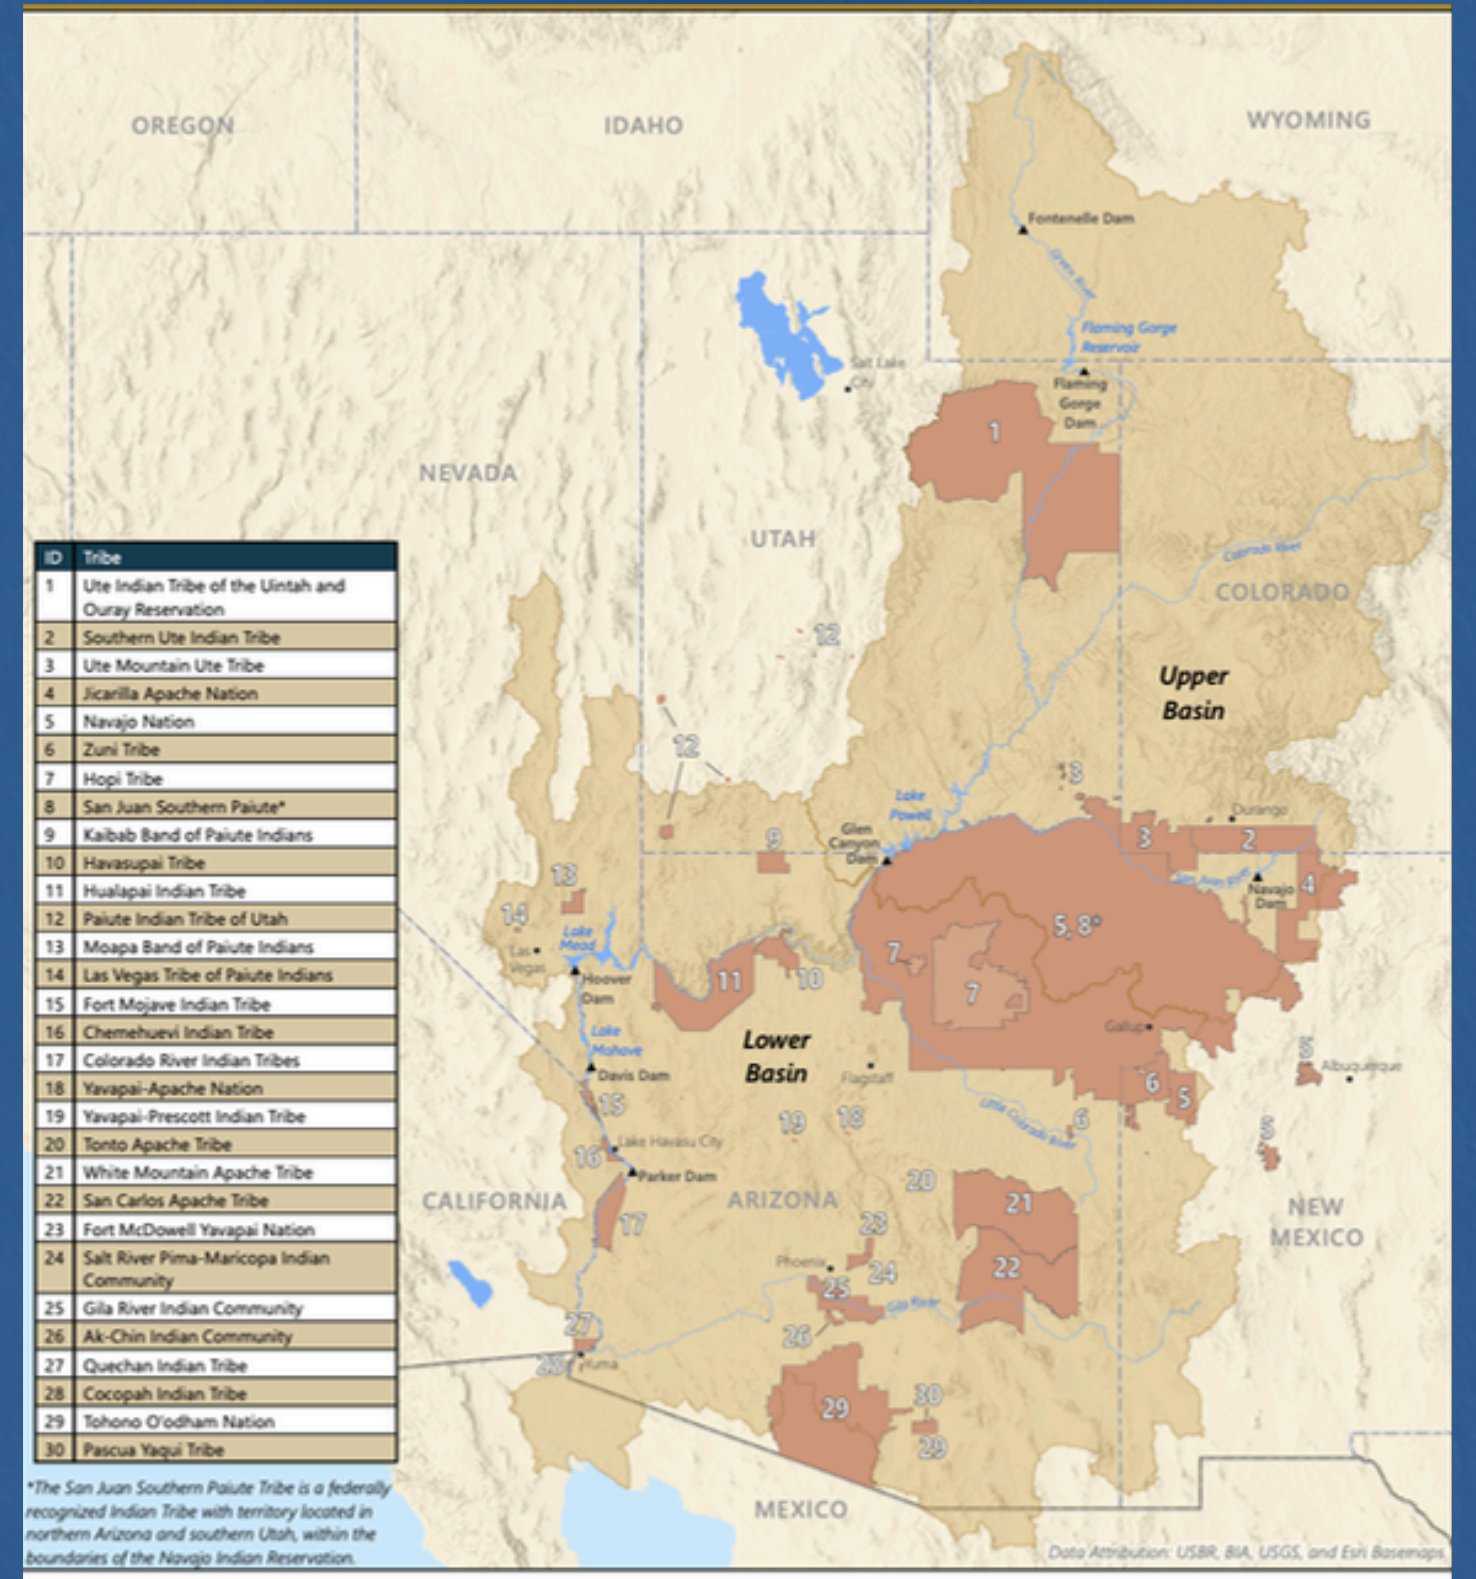 OREGON
IDAHO
WYOMING
Fontenelle Dam
Green River
Flaming Gorge
Reservoir
Salt Lake
City
Flaming
Gorge
Dam
1
NEVADA
UTAH
Colorado River
COLORADO
12
Upper
Basin
12
3
Lake
Powell
Durango
Glen
Canyon
Dam
9
3
2
San Juan River
Navajo
Dam
4
13
14
Las
Vegas
Lake
Mead
Hoover
Dam
5, 8*
7
7
11
10
Lake
Mohave
Lower
Basin
Gallup
Davis Dam
Flagstaff
Albuquerque
6
5
15
19
18
Little Colorado River
6
Lake Havasu City
16
Parker Dam
20
21
CALIFORNIA
ARIZONA
17
NEW
MEXICO
23
Phoenix
24
22
25
Gila River
26
27
28
Yuma
29
30
29
MEXICO
ID Tribe
1 Ute Indian Tribe of the Uintah and
Ouray Reservation
2 Southern Ute Indian Tribe
3 Ute Mountain Ute Tribe
4 Jicarilla Apache Nation
5 Navajo Nation
6 Zuni Tribe
7 Hopi Tribe
8 San Juan Southern Paiute*
9 Kaibab Band of Paiute Indians
10 Havasupai Tribe
11 Hualapai Indian Tribe
12 Paiute Indian Tribe of Utah
13 Moapa Band of Paiute Indians
14 Las Vegas Tribe of Paiute Indians
15 Fort Mojave Indian Tribe
16 Chemehuevi Indian Tribe
17 Colorado River Indian Tribes
18 Yavapai-Apache Nation
19 Yavapai-Prescott Indian Tribe
20 Tonto Apache Tribe
21 White Mountain Apache Tribe
22 San Carlos Apache Tribe
23 Fort McDowell Yavapai Nation
24 Salt River Pima-Maricopa Indian
Community
25 Gila River Indian Community
26 Ak-Chin Indian Community
27 Quechan Indian Tribe
28 Cocopah Indian Tribe
29 Tohono O'odham Nation
30 Pascua Yaqui Tribe
*The San Juan Southern Paiute Tribe is a federally
recognized Indian Tribe with territory located in
northern Arizona and southern Utah, within the
boundaries of the Navajo Indian Reservation.
Data Attribution: USBR, BIA, USGS, and Esri Basemaps